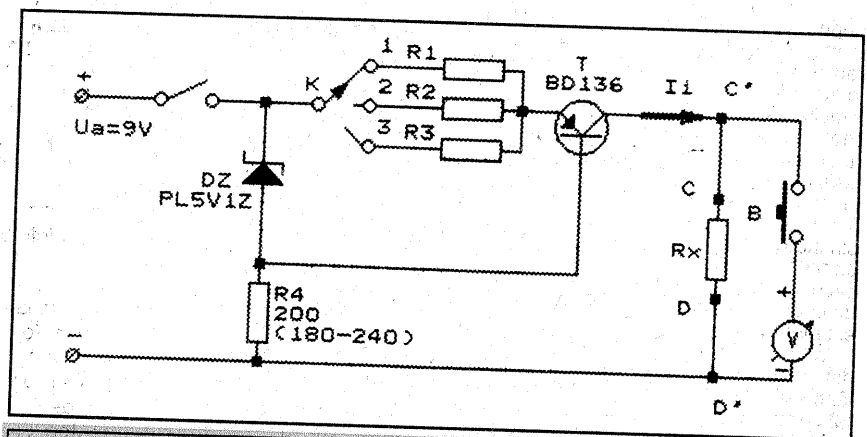 +
Ua=9V
K
1 R1
2 R2
3 R3
T
BD136
Ii
C'
DZ
PL5V1Z
C
B
Rx
R4
200
(180-240)
D
+
V
-
-
D'